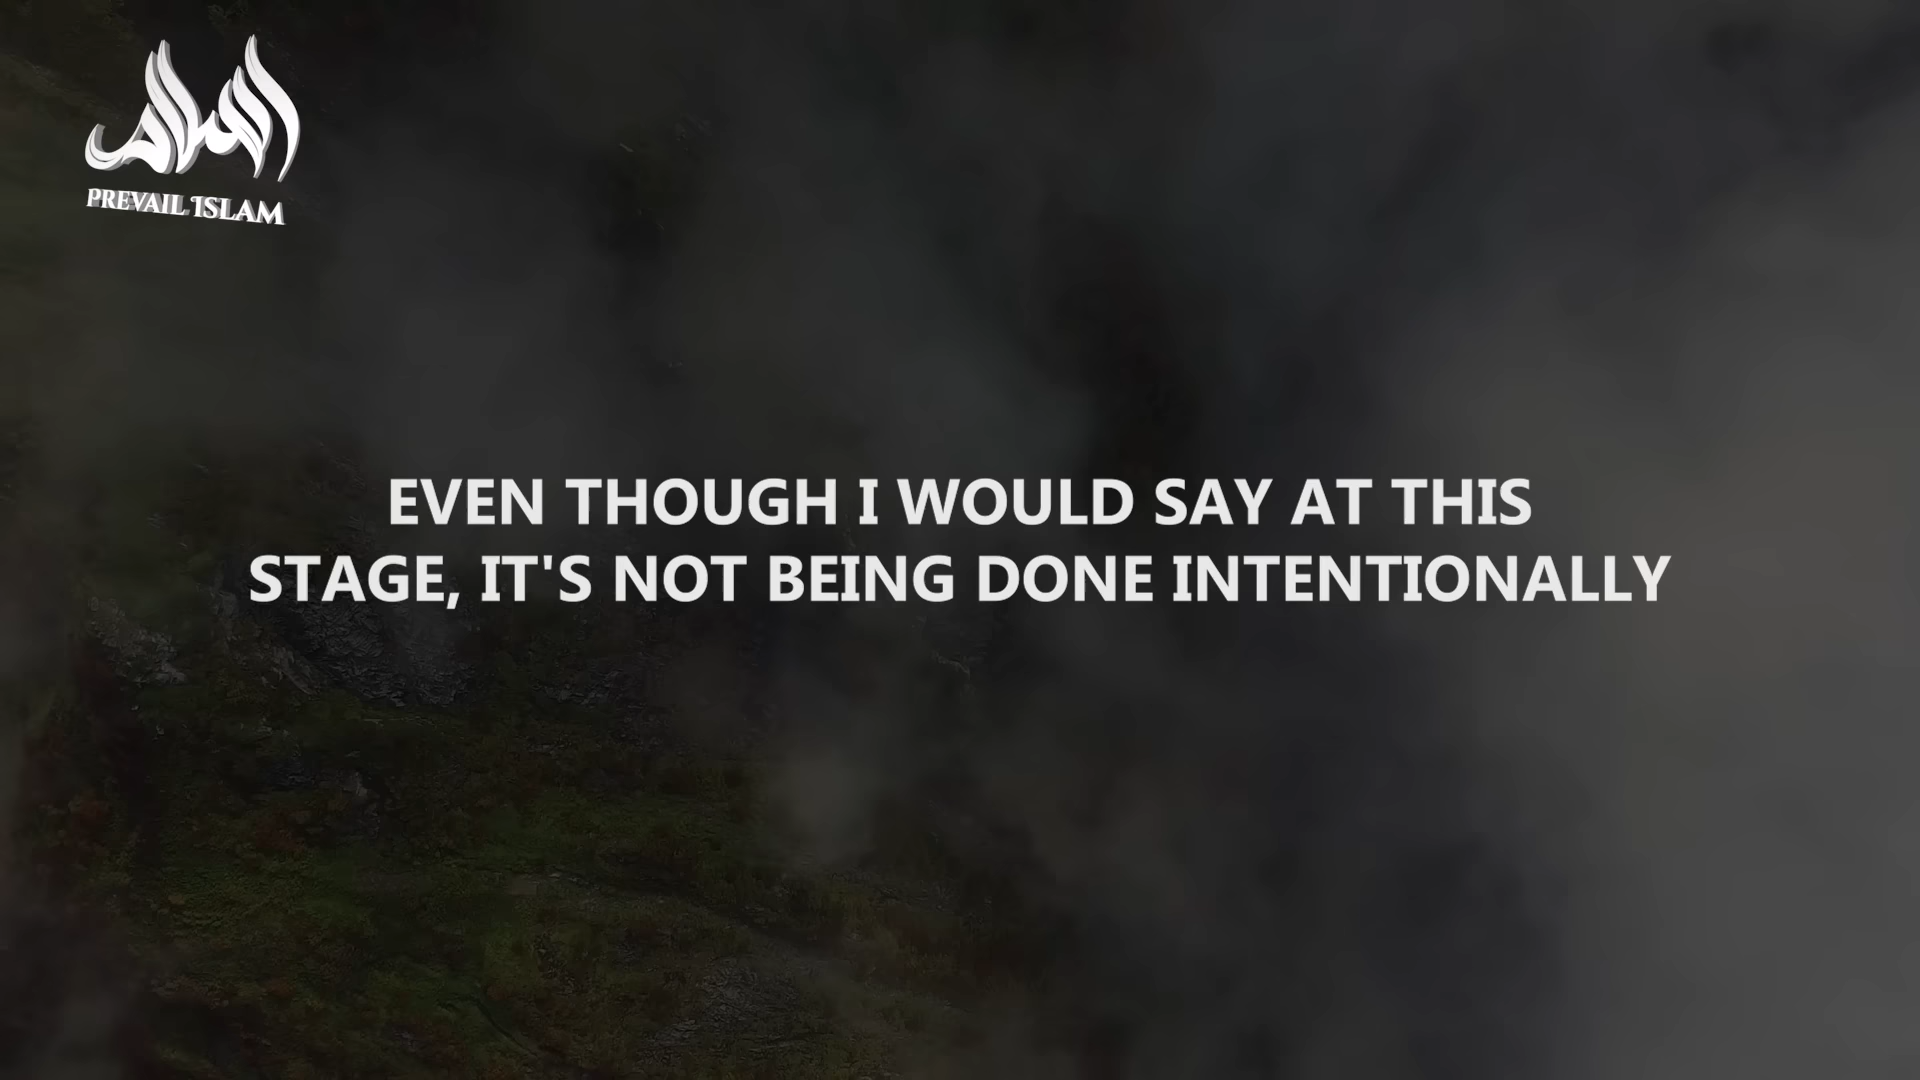 PREVAIL ISLAM
EVEN THOUGH I WOULD SAY AT THIS
STAGE, IT'S NOT BEING DONE INTENTIONALLY